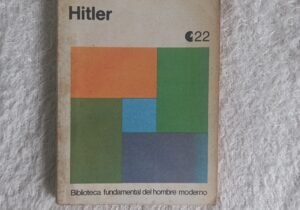 Hitler
22
Biblioteca fundamental del hombre moderno